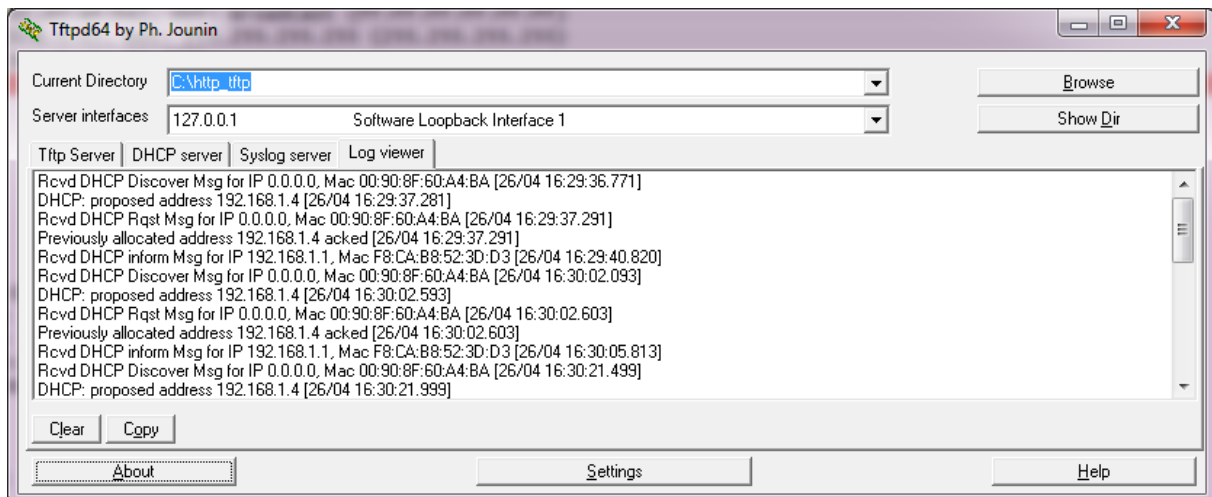 Tftpd64 by Ph. Jounin
Current Directory C:\http_tftp Browse
Server interfaces 127.0.0.1 Software Loopback Interface 1 Show Dir
Tftp Server DHCP server Syslog server Log viewer
Rcvd DHCP Discover Msg for IP 0.0.0.0, Mac 00:90:8F:60:A4:BA [26/04 16:29:36.771]
DHCP: proposed address 192.168.1.4 [26/04 16:29:37.281]
Rcvd DHCP Rqst Msg for IP 0.0.0.0, Mac 00:90:8F:60:A4:BA [26/04 16:29:37.291]
Previously allocated address 192.168.1.4 acked [26/04 16:29:37.291]
Rcvd DHCP inform Msg for IP 192.168.1.1, Mac F8:CA:B8:52:3D:D3 [26/04 16:29:40.820]
Rcvd DHCP Discover Msg for IP 0.0.0.0, Mac 00:90:8F:60:A4:BA [26/04 16:30:02.093]
DHCP: proposed address 192.168.1.4 [26/04 16:30:02.593]
Rcvd DHCP Rqst Msg for IP 0.0.0.0, Mac 00:90:8F:60:A4:BA [26/04 16:30:02.603]
Previously allocated address 192.168.1.4 acked [26/04 16:30:02.603]
Rcvd DHCP inform Msg for IP 192.168.1.1, Mac F8:CA:B8:52:3D:D3 [26/04 16:30:05.813]
Rcvd DHCP Discover Msg for IP 0.0.0.0, Mac 00:90:8F:60:A4:BA [26/04 16:30:21.499]
DHCP: proposed address 192.168.1.4 [26/04 16:30:21.999]
Clear Copy
About Settings Help